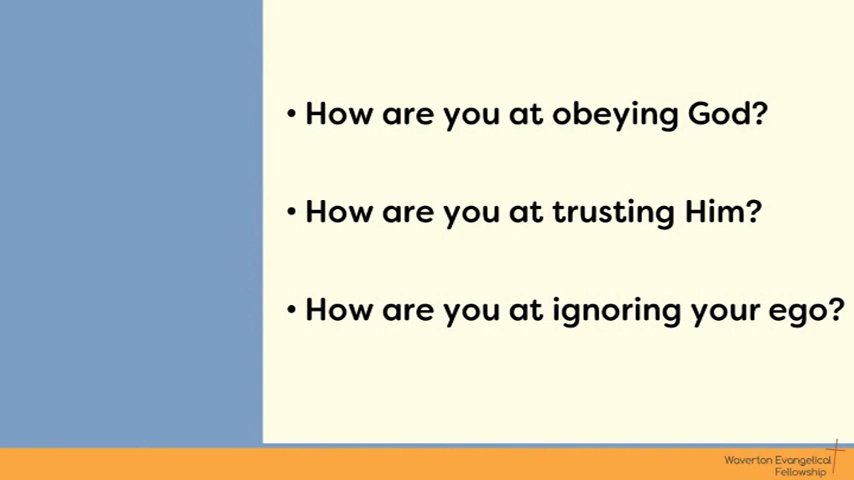 • How are you at obeying God?
• How are you at trusting Him?
• How are you at ignoring your ego?
Waverton Evangelical
Fellowship